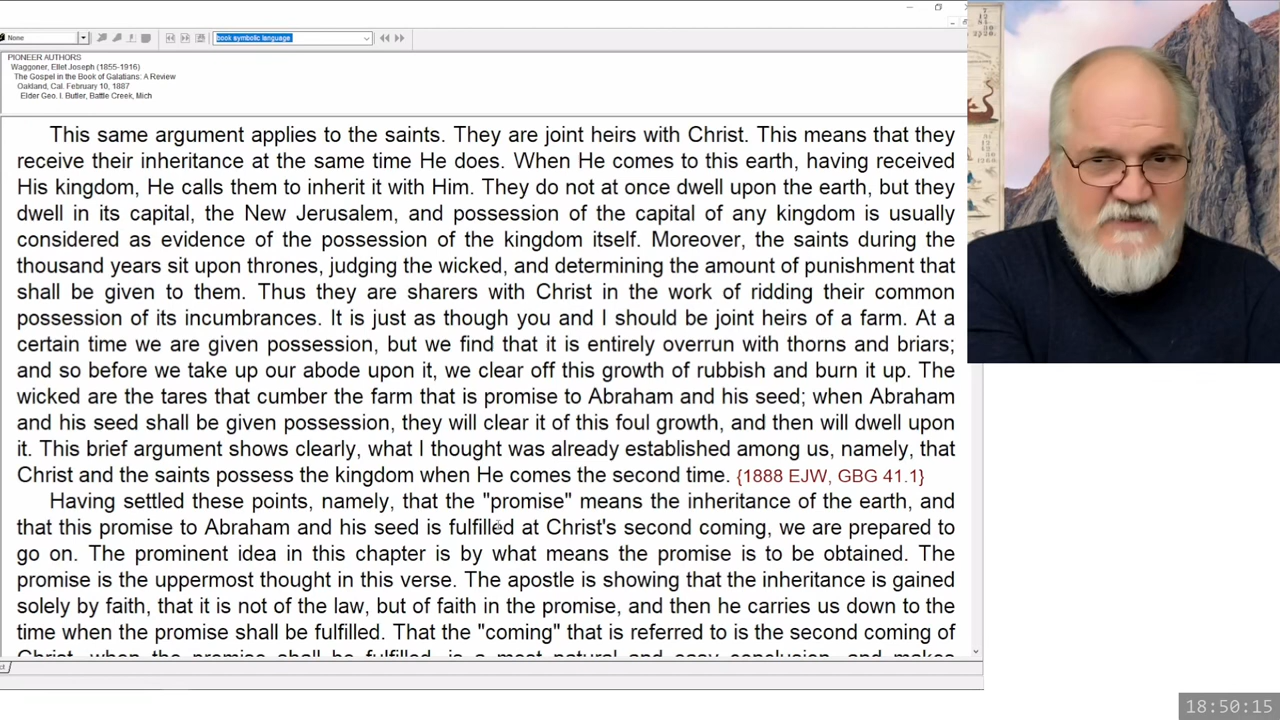 None
book symbolic language
PIONEER AUTHORS
Waggoner, Ellet Joseph (1855-1916)
The Gospel in the Book of Galatians: A Review
Oakland, Cal. February 10, 1887
Elder Geo. I. Butler, Battle Creek, Mich
This same argument applies to the saints. They are joint heirs with Christ. This means that they
receive their inheritance at the same time He does. When He comes to this earth, having received
His kingdom, He calls them to inherit it with Him. They do not at once dwell upon the earth, but they
dwell in its capital, the New Jerusalem, and possession of the capital of any kingdom is usually
considered as evidence of the possession of the kingdom itself. Moreover, the saints during the
thousand years sit upon thrones, judging the wicked, and determining the amount of punishment that
shall be given to them. Thus they are sharers with Christ in the work of ridding their common
possession of its incumbrances. It is just as though you and I should be joint heirs of a farm. At a
certain time we are given possession, but we find that it is entirely overrun with thorns and briars;
and so before we take up our abode upon it, we clear off this growth of rubbish and burn it up. The
wicked are the tares that cumber the farm that is promise to Abraham and his seed; when Abraham
and his seed shall be given possession, they will clear it of this foul growth, and then will dwell upon
it. This brief argument shows clearly, what I thought was already established among us, namely, that
Christ and the saints possess the kingdom when He comes the second time. {1888 EJW, GBG 41.1}
Having settled these points, namely, that the "promise" means the inheritance of the earth, and
that this promise to Abraham and his seed is fulfilled at Christ's second coming, we are prepared to
go on. The prominent idea in this chapter is by what means the promise is to be obtained. The
promise is the uppermost thought in this verse. The apostle is showing that the inheritance is gained
solely by faith, that it is not of the law, but of faith in the promise, and then he carries us down to the
time when the promise shall be fulfilled. That the "coming" that is referred to is the second coming of
Christ, when the promise shall be fulfilled, is a most natural and easy conclusion, and makes
18:50:15